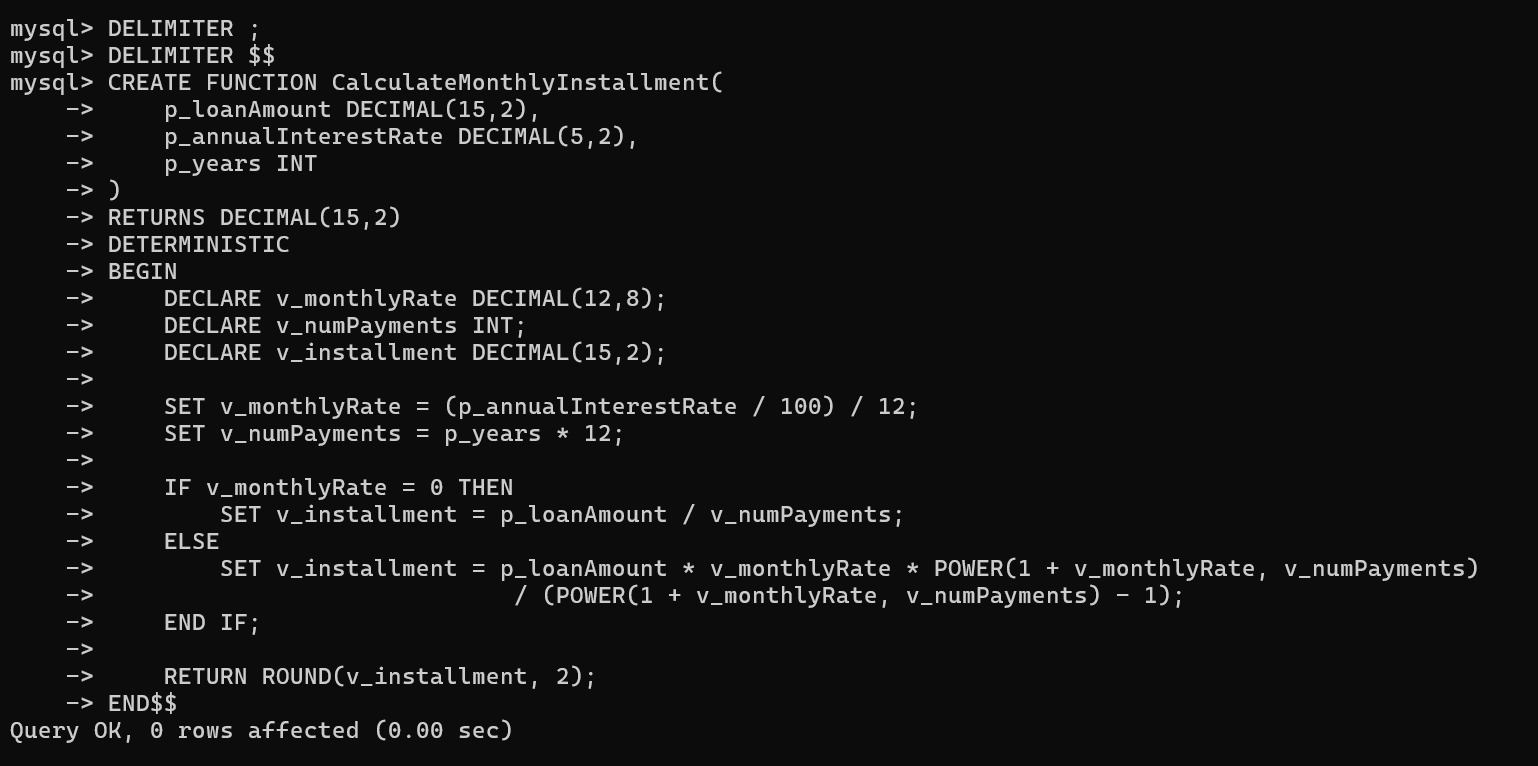 mysql> DELIMITER ;
mysql> DELIMITER $$
mysql> CREATE FUNCTION CalculateMonthlyInstallment(
    ->     p_loanAmount DECIMAL(15,2),
    ->     p_annualInterestRate DECIMAL(5,2),
    ->     p_years INT
    -> )
    -> RETURNS DECIMAL(15,2)
    -> DETERMINISTIC
    -> BEGIN
    ->     DECLARE v_monthlyRate DECIMAL(12,8);
    ->     DECLARE v_numPayments INT;
    ->     DECLARE v_installment DECIMAL(15,2);
    ->
    ->     SET v_monthlyRate = (p_annualInterestRate / 100) / 12;
    ->     SET v_numPayments = p_years * 12;
    ->
    ->     IF v_monthlyRate = 0 THEN
    ->         SET v_installment = p_loanAmount / v_numPayments;
    ->     ELSE
    ->         SET v_installment = p_loanAmount * v_monthlyRate * POWER(1 + v_monthlyRate, v_numPayments)
    ->                              / (POWER(1 + v_monthlyRate, v_numPayments) - 1);
    ->     END IF;
    ->
    ->     RETURN ROUND(v_installment, 2);
    -> END$$
Query OK, 0 rows affected (0.00 sec)